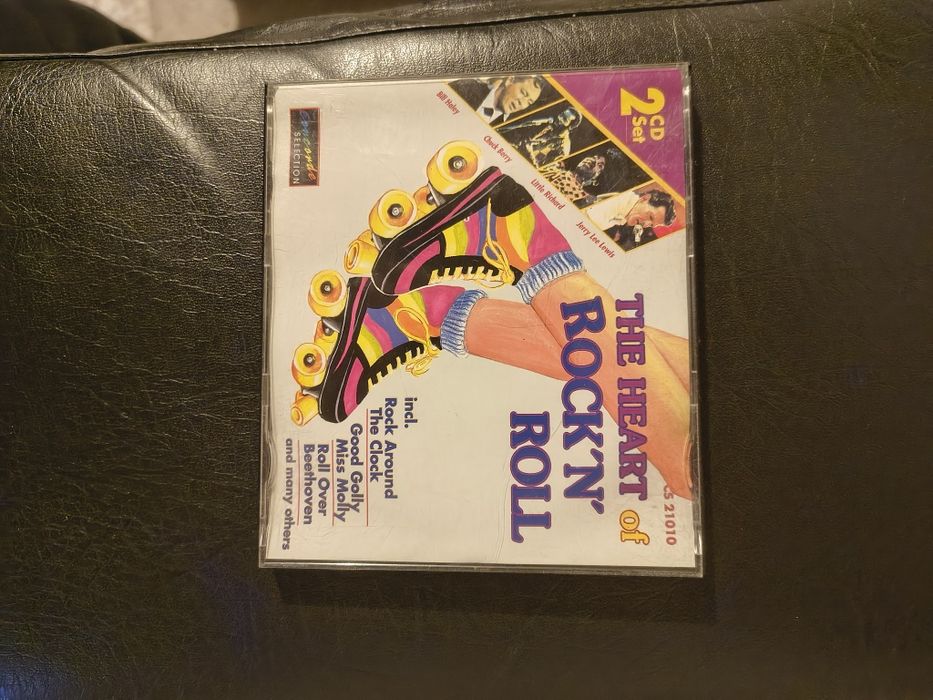 2 CD
Set
CS 21010
Bill Haley
Chuck Berry
Little Richard
Jerry Lee Lewis
THE HEART of
ROCK'N'
ROLL
incl.
Rock Around
The Clock
Good Golly
Miss Molly
Roll Over
Beethoven
and many others
Concorde
SELECTION